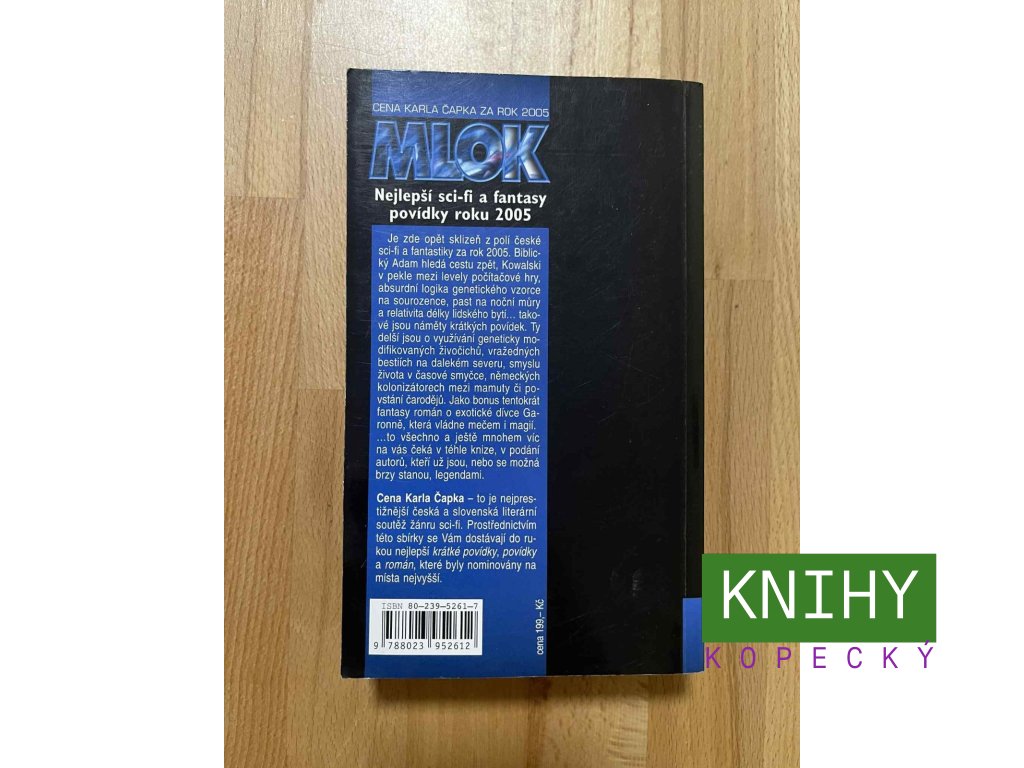 CENA KARLA ČAPKA ZA ROK 2005
MLOK
Nejlepší sci-fi a fantasy
povídky roku 2005
Je zde opět sklizeň z polí české
sci-fi a fantastiky za rok 2005. Biblic-
ký Adam hledá cestu zpět, Kowalski
v pekle mezi levely počítačové hry,
absurdní logika genetického vzorce
na sourozence, past na noční můry
a relativita délky lidského bytí... tako-
vé jsou náměty krátkých povídek. Ty
delší jsou o využívání geneticky mo-
difikovaných živočichů, vražedných
bestiích na dalekém severu, smyslu
života v časové smyčce, německých
kolonizátorech mezi mamuty či po-
vstání čarodějů. Jako bonus tentokrát
fantasy román o exotické dívce Ga-
ronně, která vládne mečem i magií.
...to všechno a ještě mnohem víc
na vás čeká v téhle knize, v podání
autorů, kteří už jsou, nebo se možná
brzy stanou, legendami.
Cena Karla Čapka – to je nejpres-
tižnější česká a slovenská literární
soutěž žánru sci-fi. Prostřednictvím
této sbírky se Vám dostávají do ru-
kou nejlepší krátké povídky, povídky
a román, které byly nominovány na
místa nejvyšší.
ISBN 80–239–5261–7
9 788023 952612
cena 199,– Kč
KNIHY
KOPECKÝ